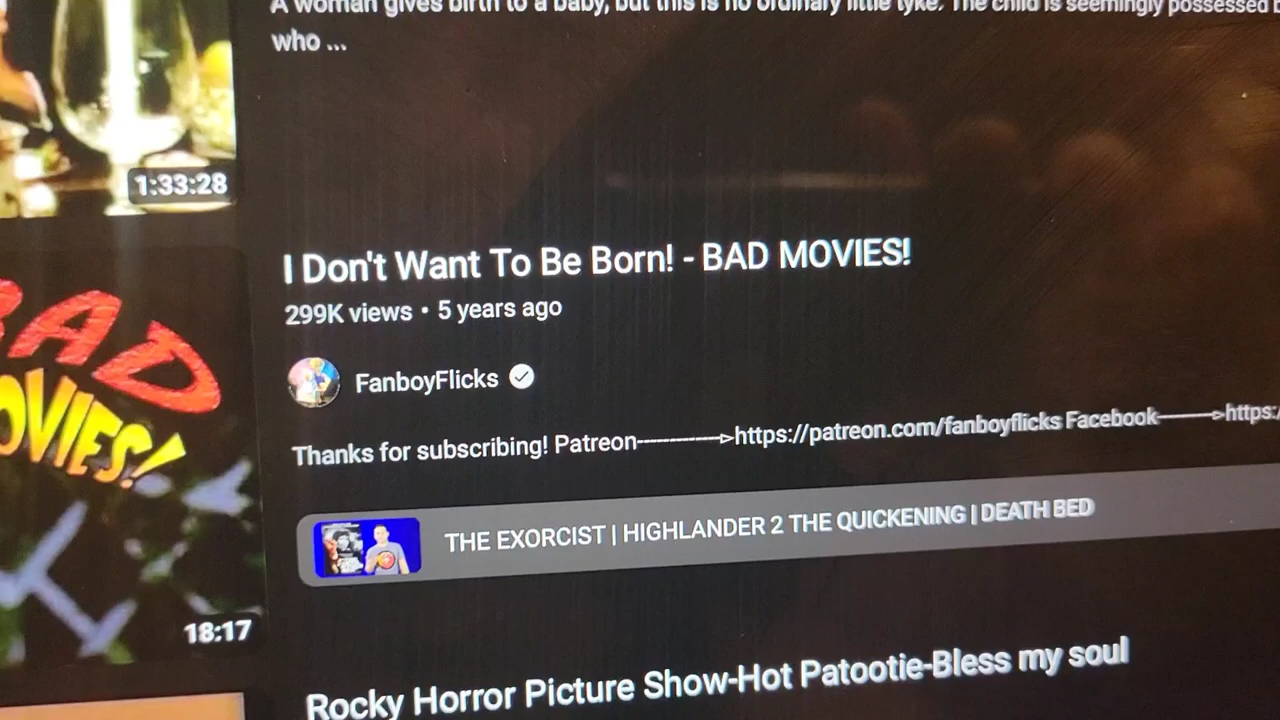 A woman gives birth to a baby, but this is no ordinary little tyke. The child is seemingly possessed
who ...
1:33:28
I Don't Want To Be Born! - BAD MOVIES!
299K views • 5 years ago
FanboyFlicks
BAD
MOVIES!
Thanks for subscribing! Patreon-------------▻https://patreon.com/fanboyflicks Facebook--------▻https:/
THE EXORCIST | HIGHLANDER 2 THE QUICKENING | DEATH BED
18:17
Rocky Horror Picture Show-Hot Patootie-Bless my soul